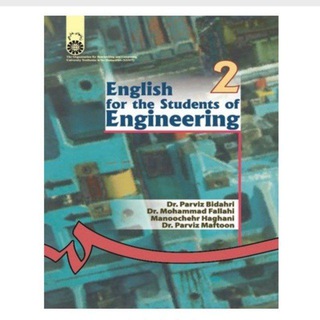 2
English
for the Students of
Engineering
Dr. Parviz Bidahri
Dr. Mohammad Fallahi
Manoochehr Haghani
Dr. Parviz Maftoon